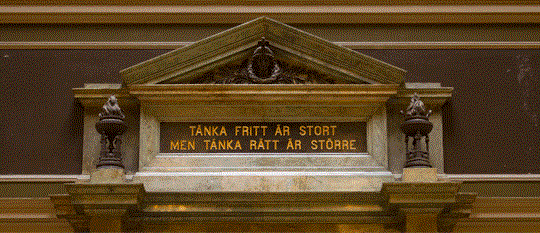 TÄNKA FRITT ÄR STORT
MEN TÄNKA RÄTT ÄR STÖRRE